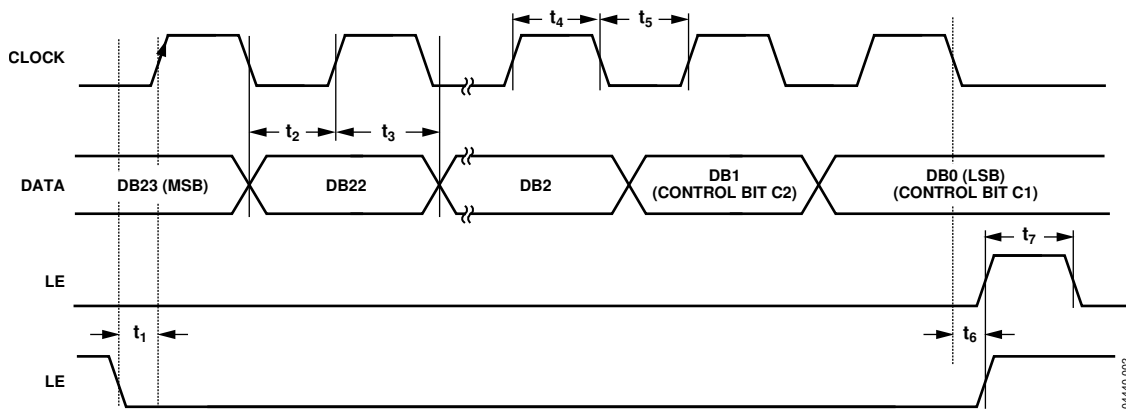 t4 t5
CLOCK
t2 t3
DATA DB23 (MSB) DB22 DB2 DB1 (CONTROL BIT C2) DB0 (LSB) (CONTROL BIT C1)
t7
LE
t1 t6
LE